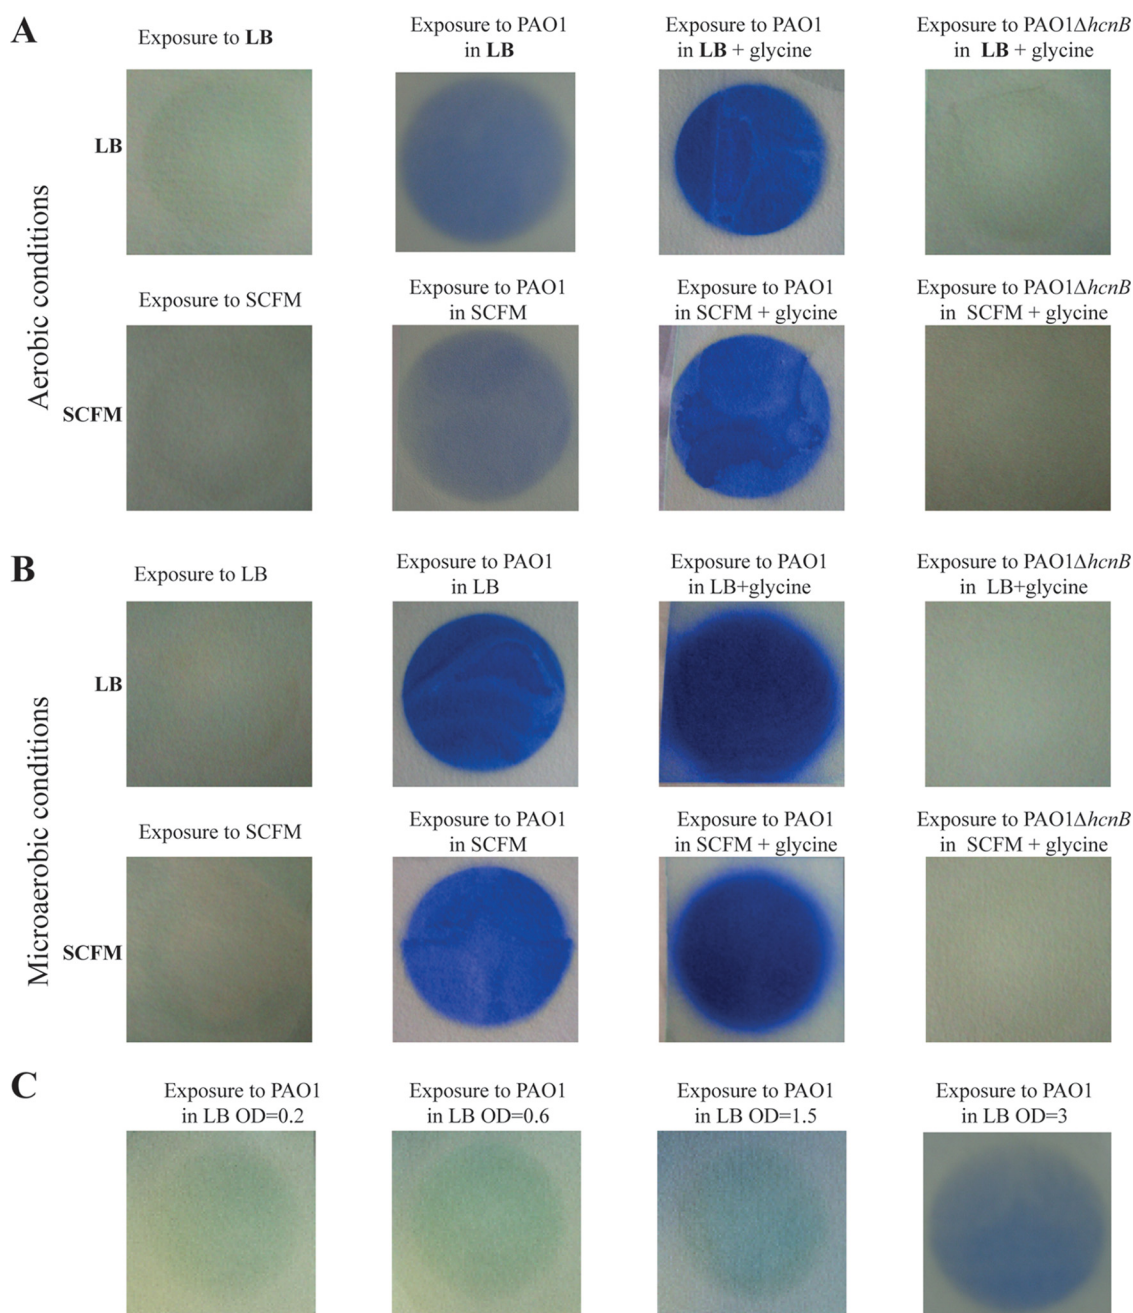 A
Exposure to LB
Exposure to PAO1
in LB
Exposure to PAO1
in LB + glycine
Exposure to PAO1ΔhcnB
in LB + glycine
LB
Aerobic conditions
Exposure to SCFM
Exposure to PAO1
in SCFM
Exposure to PAO1
in SCFM + glycine
Exposure to PAO1ΔhcnB
in SCFM + glycine
SCFM
B
Exposure to LB
Exposure to PAO1
in LB
Exposure to PAO1
in LB+glycine
Exposure to PAO1ΔhcnB
in LB+glycine
LB
Microaerobic conditions
Exposure to SCFM
Exposure to PAO1
in SCFM
Exposure to PAO1
in SCFM + glycine
Exposure to PAO1ΔhcnB
in SCFM + glycine
SCFM
C
Exposure to PAO1
in LB OD=0.2
Exposure to PAO1
in LB OD=0.6
Exposure to PAO1
in LB OD=1.5
Exposure to PAO1
in LB OD=3